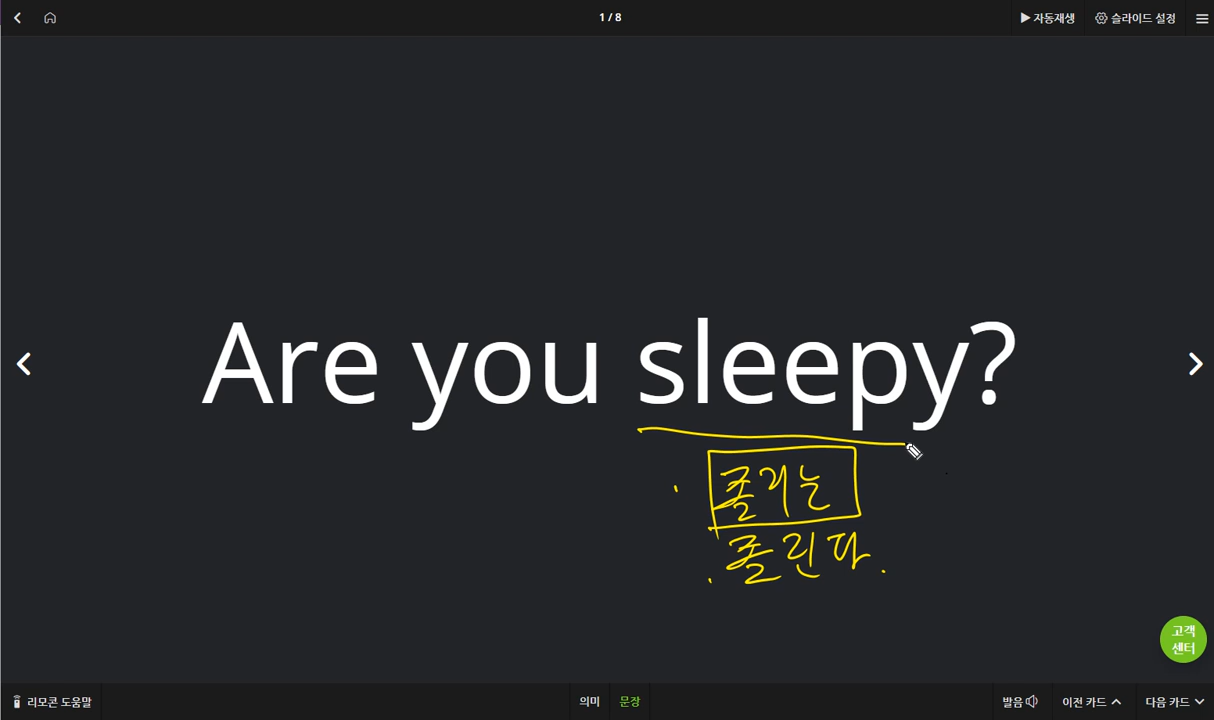 1 / 8
자동재생
슬라이드 설정
Are you sleepy?
졸리는
졸린다.
고객
센터
리모콘 도움말
의미
문장
발음
이전 카드
다음 카드